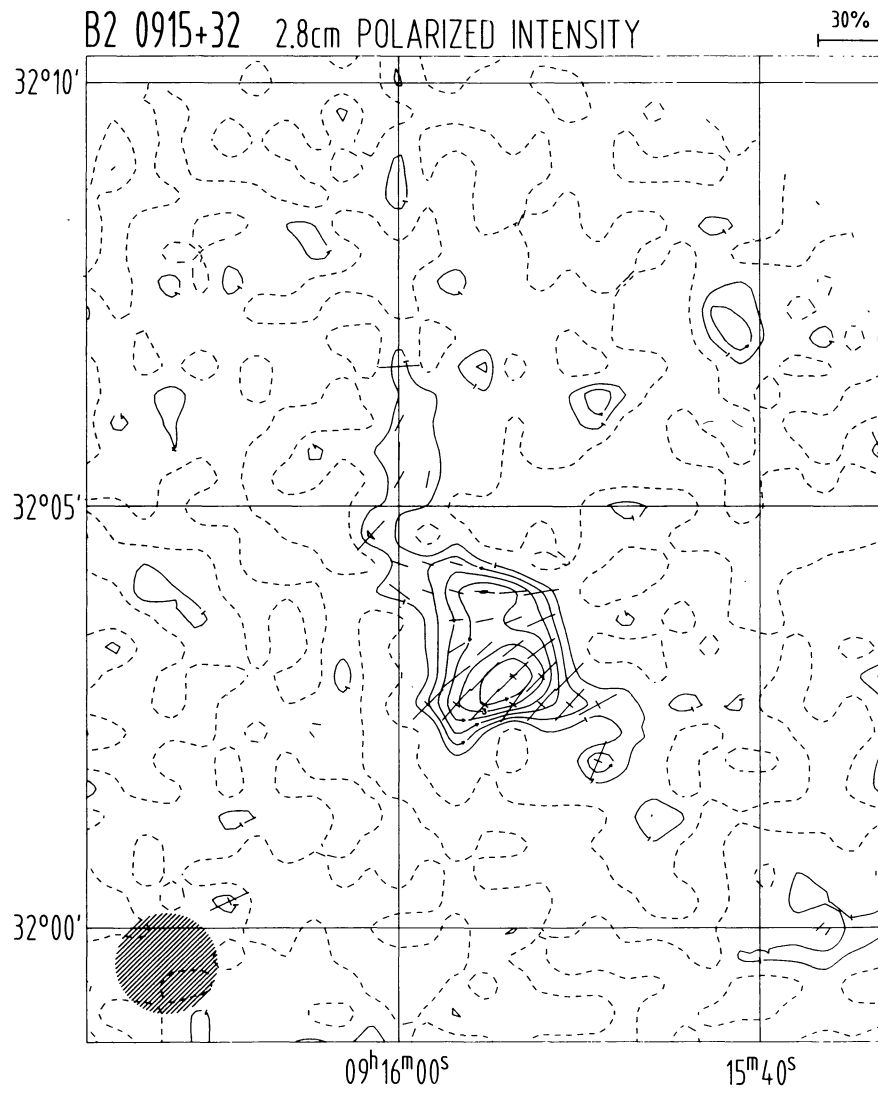 B2 0915+32 2.8cm POLARIZED INTENSITY
30%
32°10'
32°05'
32°00'
09ʰ16ᵐ00ˢ 15ᵐ40ˢ